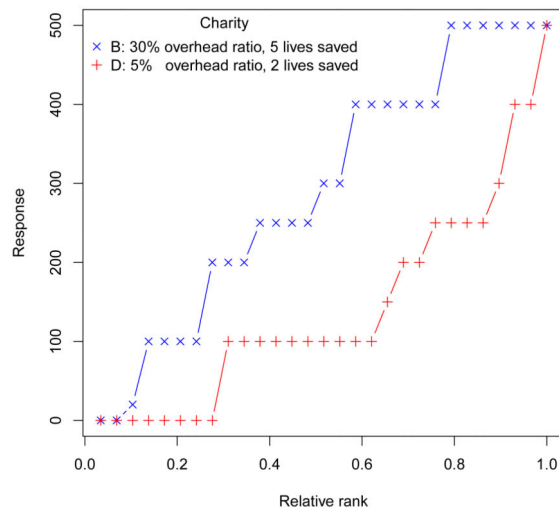 Charity
B: 30% overhead ratio, 5 lives saved
D: 5% overhead ratio, 2 lives saved
500
400
300
200
100
0
Response
0.0 0.2 0.4 0.6 0.8 1.0
Relative rank